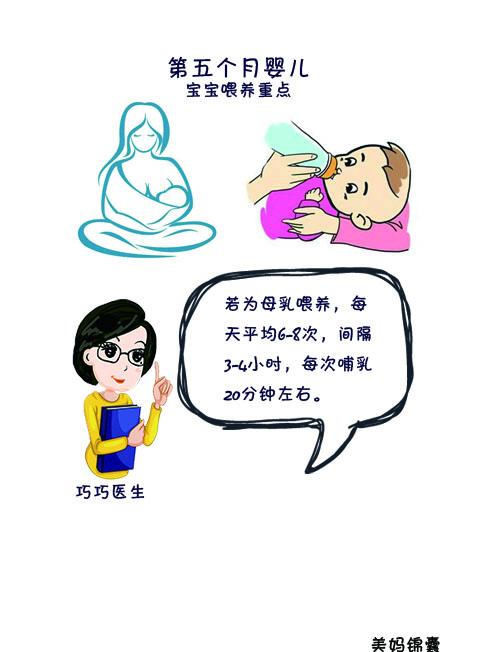 第五个月婴儿
宝宝喂养重点
若为母乳喂养，每
天平均6-8次，间隔
3-4小时，每次哺乳
20分钟左右。
巧巧医生
美妈锦囊